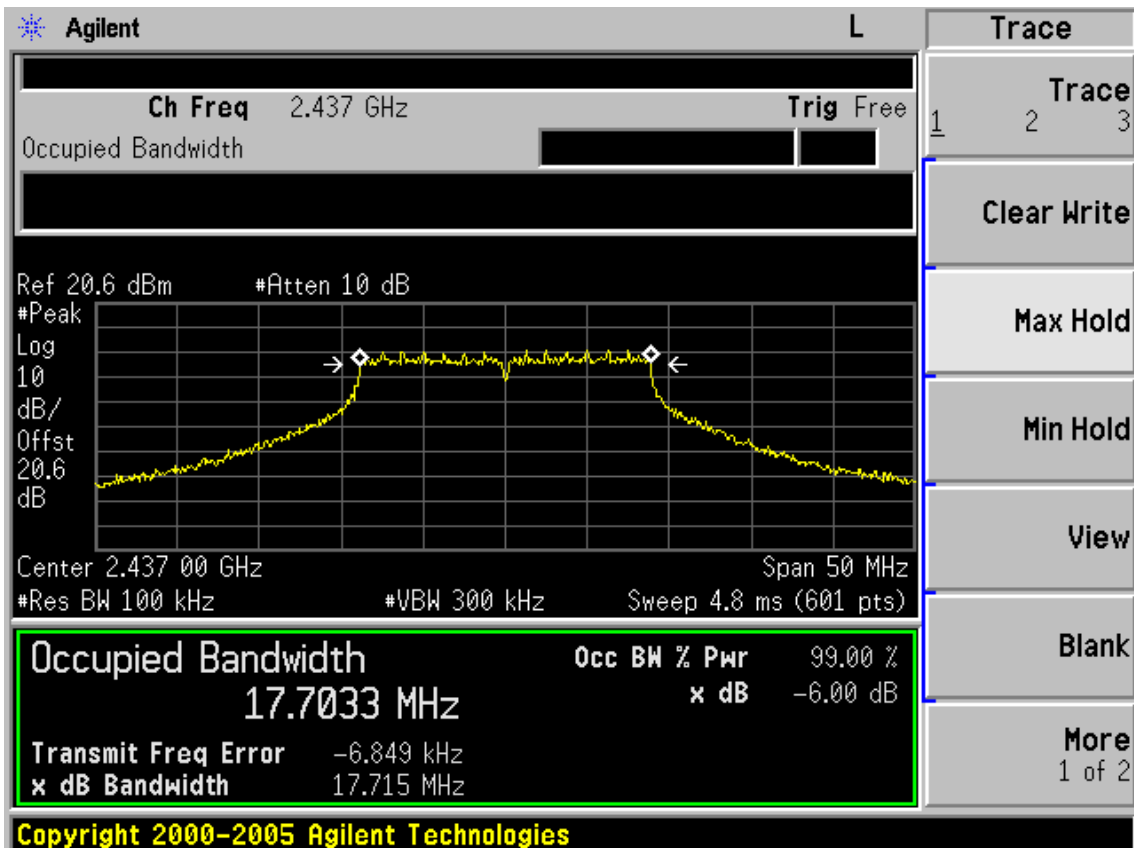 Agilent L Trace
Ch Freq 2.437 GHz Trig Free
Occupied Bandwidth
Trace
1 2 3
Clear Write
Max Hold
Min Hold
View
Blank
More
1 of 2
Ref 20.6 dBm #Atten 10 dB
#Peak
Log
10
dB/
Offst
20.6
dB
Center 2.437 00 GHz Span 50 MHz
#Res BW 100 kHz #VBW 300 kHz Sweep 4.8 ms (601 pts)
Occupied Bandwidth Occ BW % Pwr 99.00 %
17.7033 MHz x dB -6.00 dB
Transmit Freq Error -6.849 kHz
x dB Bandwidth 17.715 MHz
Copyright 2000-2005 Agilent Technologies